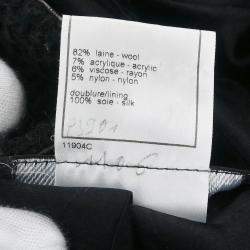 82% laine - wool
7% acrylique - acrylic
6% viscose - rayon
5% nylon - nylon
doublure/lining
100% soie - silk
11904C